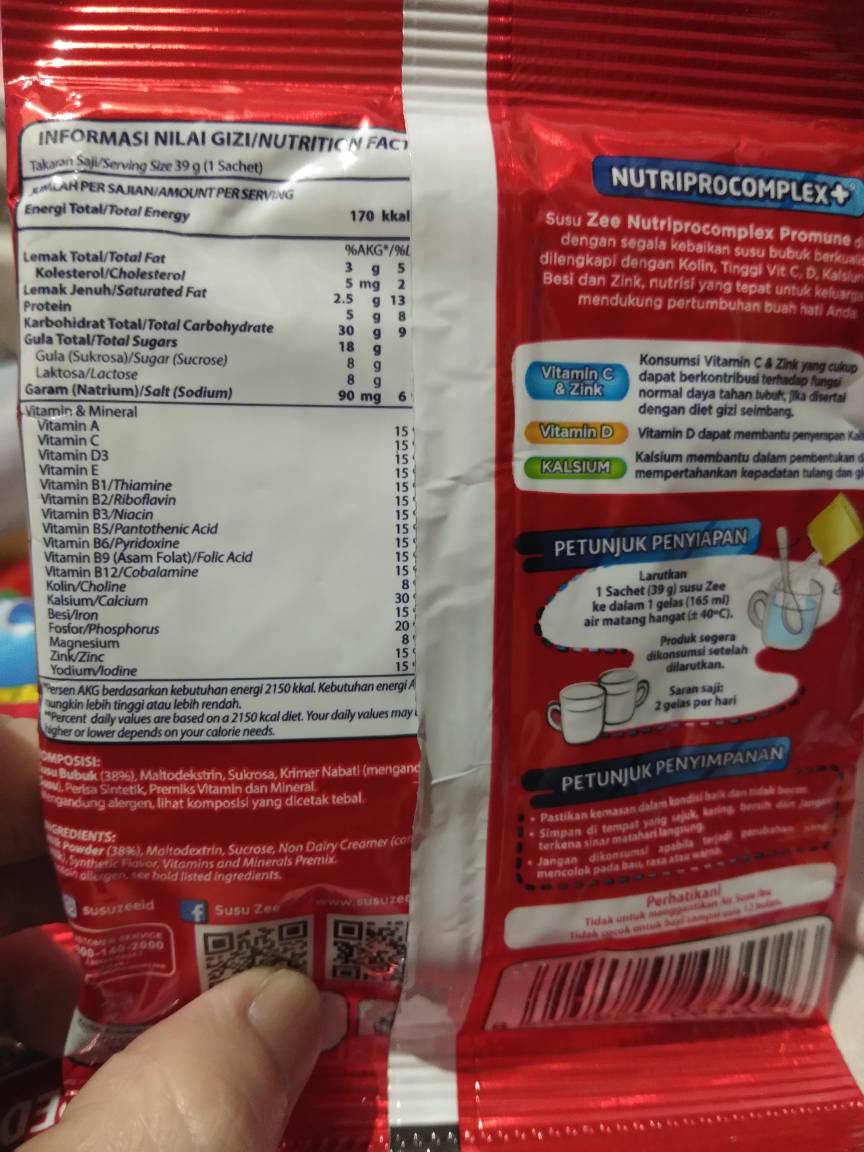 INFORMASI NILAI GIZI/NUTRITION FACT
Takaran Saji/Serving Size 39 g (1 Sachet)
JUMLAH PER SAJIAN/AMOUNT PER SERVING
Energi Total/Total Energy 170 kkal
%AKG*/%
Lemak Total/Total Fat 3 g 5
Kolesterol/Cholesterol 5 mg 2
Lemak Jenuh/Saturated Fat 2.5 g 13
Protein 5 g 8
Karbohidrat Total/Total Carbohydrate 30 g 9
Gula Total/Total Sugars 18 g
Gula (Sukrosa)/Sugar (Sucrose) 8 g
Laktosa/Lactose 8 g
Garam (Natrium)/Salt (Sodium) 90 mg 6
Vitamin & Mineral
Vitamin A 15
Vitamin C 15
Vitamin D3 15
Vitamin E 15
Vitamin B1/Thiamine 15
Vitamin B2/Riboflavin 15
Vitamin B3/Niacin 15
Vitamin B5/Pantothenic Acid 15
Vitamin B6/Pyridoxine 15
Vitamin B9 (Asam Folat)/Folic Acid 15
Vitamin B12/Cobalamine 15
Kolin/Choline 8
Kalsium/Calcium 30
Besi/Iron 15
Fosfor/Phosphorus 20
Magnesium 8
Zink/Zinc 15
Yodium/Iodine 15
*Persen AKG berdasarkan kebutuhan energi 2150 kkal. Kebutuhan energi A
mungkin lebih tinggi atau lebih rendah.
**Percent daily values are based on a 2150 kcal diet. Your daily values may
higher or lower depends on your calorie needs.
OMPOSISI:
Bubuk (38%), Maltodekstrin, Sukrosa, Krimer Nabati (mengand
Perisa Sintetik, Premiks Vitamin dan Mineral.
ngandung alergen, lihat komposisi yang dicetak tebal.
GREDIENTS:
Powder (38%), Maltodextrin, Sucrose, Non Dairy Creamer (con
Synthetic Flavor, Vitamins and Minerals Premix.
allergen, see bold listed ingredients.
susuzeeid
Susu Zee
www.susuzee
SERVICE
00-140-2000
NUTRIPROCOMPLEX+
Susu Zee Nutriprocomplex Promune
dengan segala kebaikan susu bubuk berkuali
dilengkapi dengan Kolin, Tinggi Vit C, D, Kalsiu
Besi dan Zink, nutrisi yang tepat untuk keluarg
mendukung pertumbuhan buah hati Anda
Vitamin C
& Zink
Konsumsi Vitamin C & Zink yang cukup
dapat berkontribusi terhadap fungsi
normal daya tahan tubuh, jika disertai
dengan diet gizi seimbang.
Vitamin D
Vitamin D dapat membantu penyerapan Kal
KALSIUM
Kalsium membantu dalam pembentukan d
mempertahankan kepadatan tulang dan gi
PETUNJUK PENYIAPAN
Larutkan
1 Sachet (39 g) susu Zee
ke dalam 1 gelas (165 ml)
air matang hangat (± 40°C).
Produk segera
dikonsumsi setelah
dilarutkan.
Saran saji:
2 gelas per hari
PETUNJUK PENYIMPANAN
• Pastikan kemasan dalam kondisi baik dan tidak bocor.
• Simpan di tempat yang sejuk, kering, bersih dan jangan
terkena sinar matahari langsung.
• Jangan dikonsumsi apabila terjadi perubahan yang
mencolok pada bau, rasa atau warna.
Perhatikan!
Tidak untuk menggantikan Air Susu Ibu
Tidak cocok untuk bayi sampai usia 12 bulan